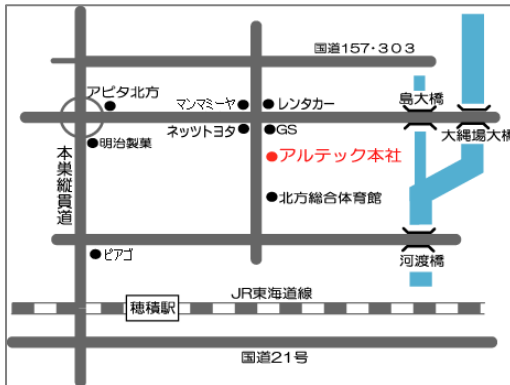 国道157・303
アピタ北方
マンマミーヤ
レンタカー
島大橋
ネッツトヨタ
GS
大縄場大橋
明治製菓
アルテック本社
本巣縦貫道
北方総合体育館
ピアゴ
河渡橋
JR東海道線
穂積駅
国道21号